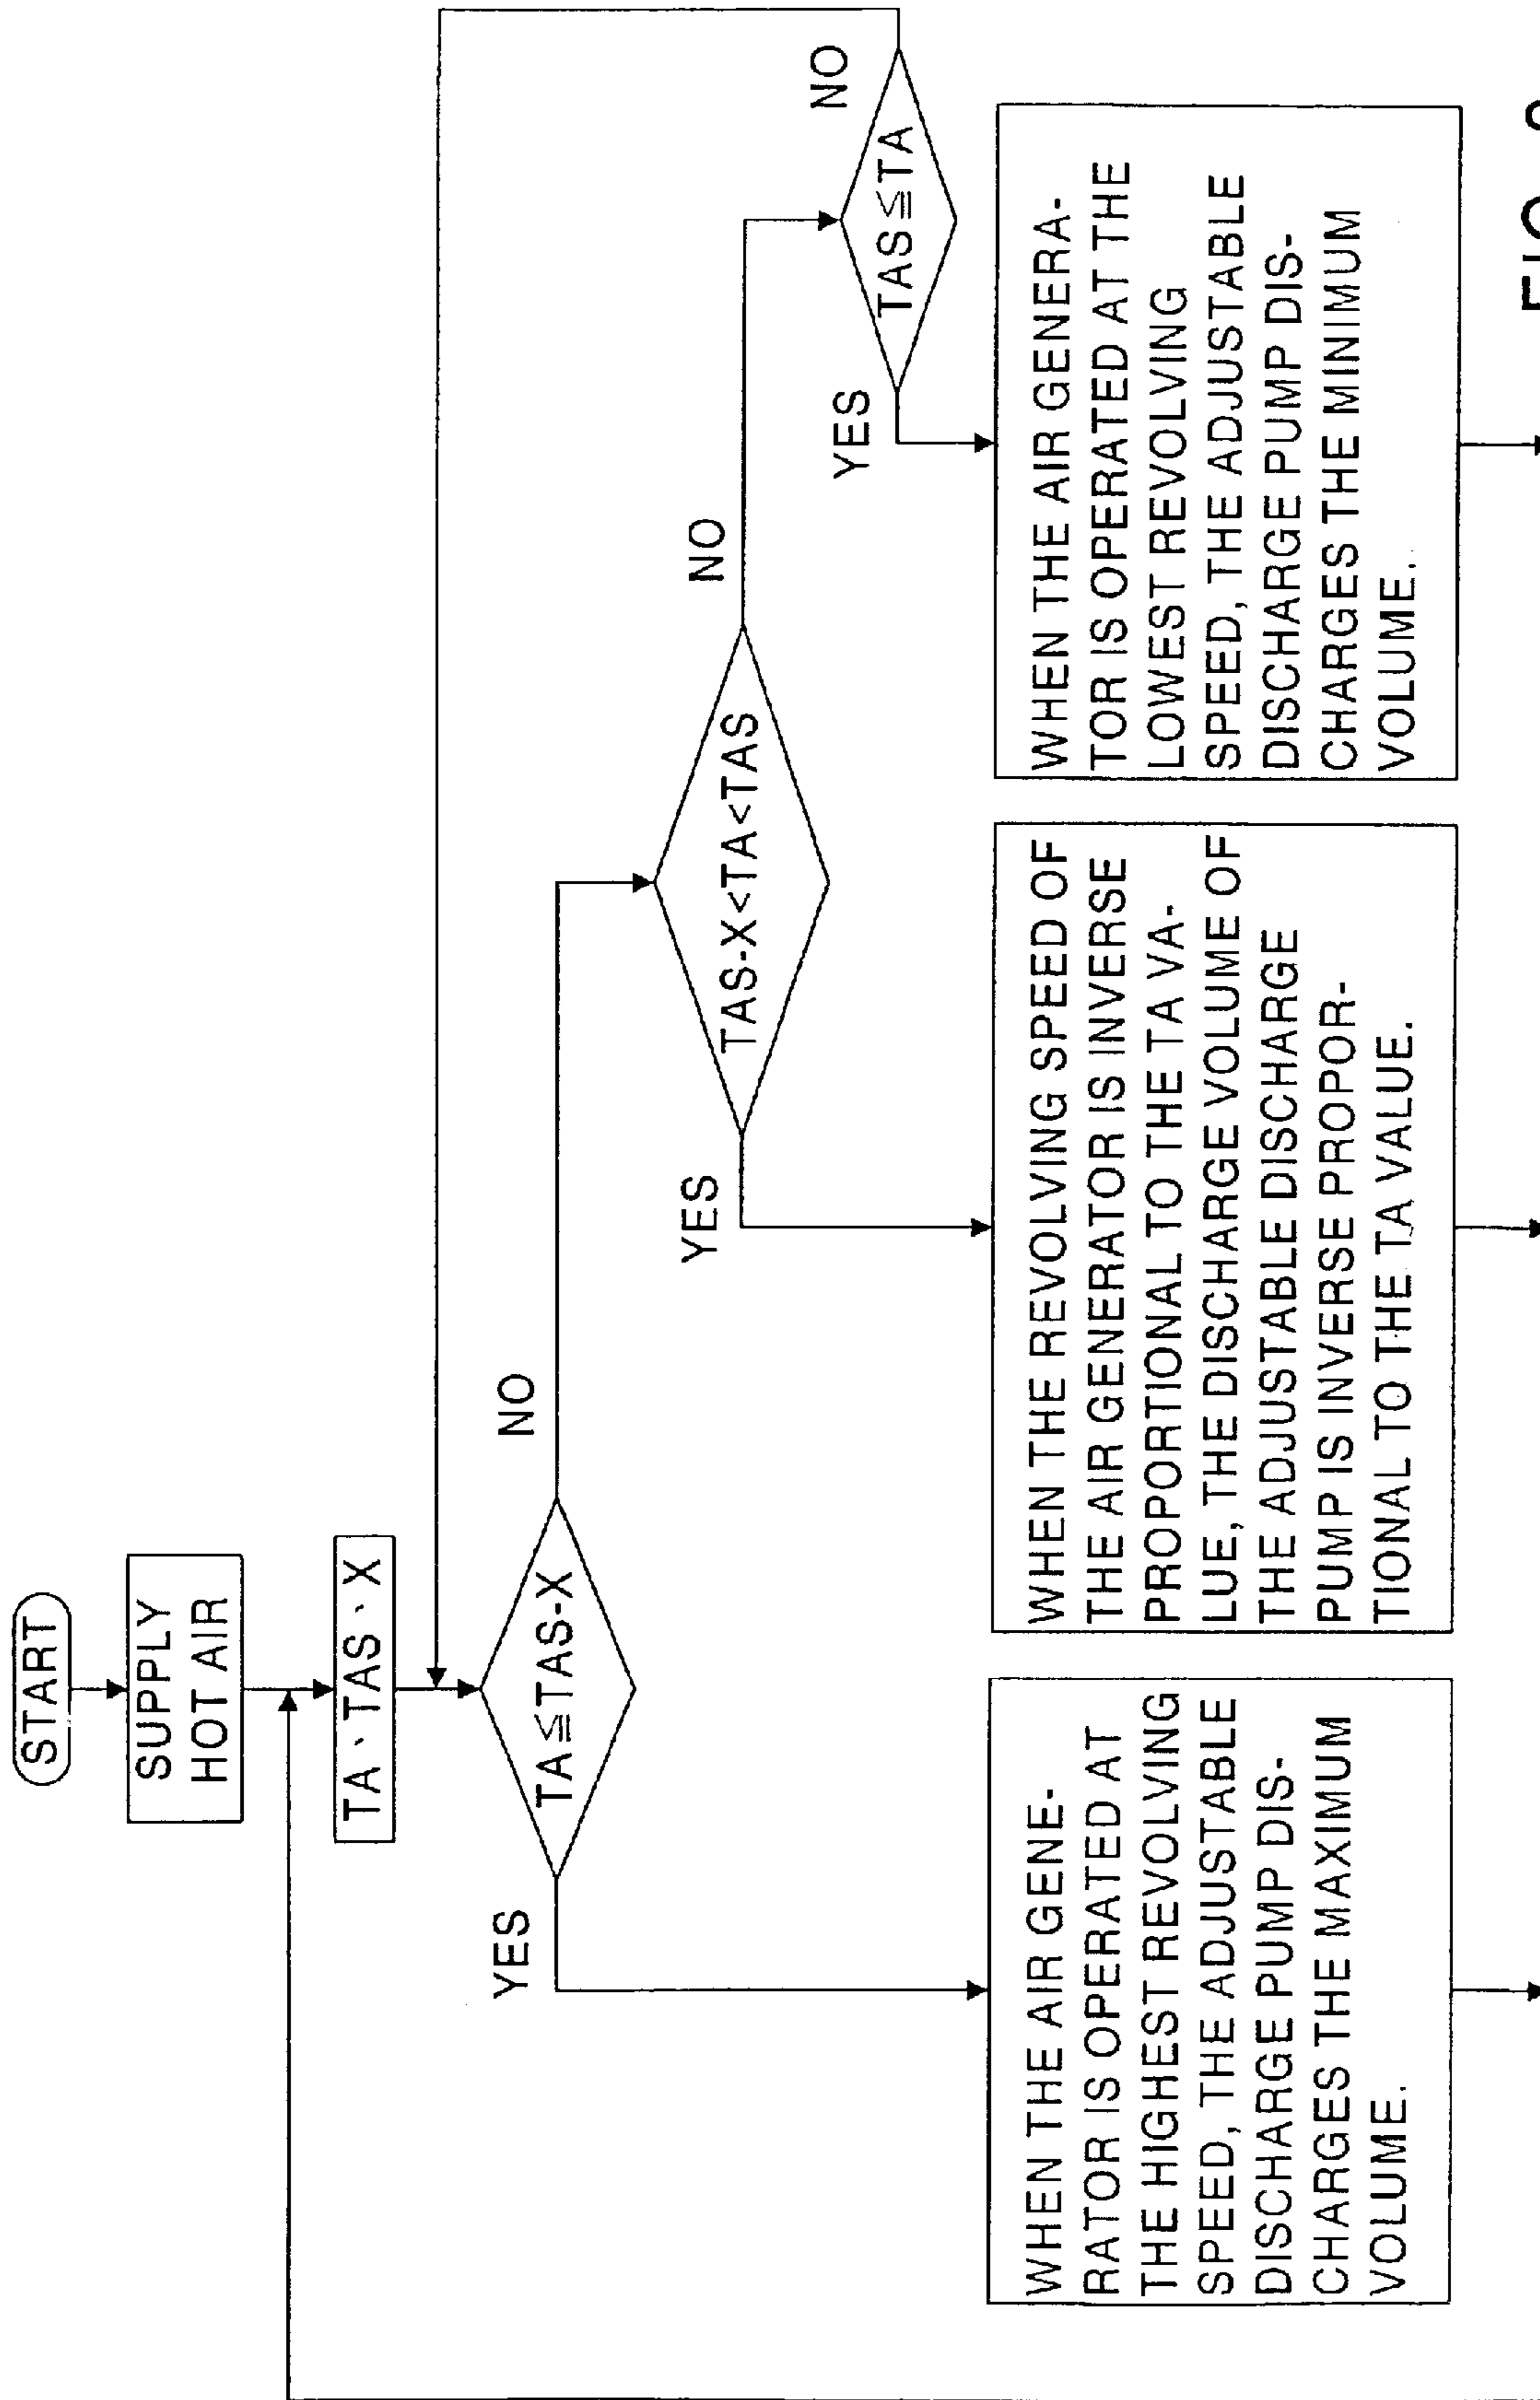 START
SUPPLY
HOT AIR
TA、TAS、X
TA≦TAS-X
YES
NO
TAS-X<TA<TAS
YES
NO
TAS≦TA
YES
NO
WHEN THE AIR GENE-
RATOR IS OPERATED AT
THE HIGHEST REVOLVING
SPEED, THE ADJUSTABLE
DISCHARGE PUMP DIS-
CHARGES THE MAXIMUM
VOLUME.
WHEN THE REVOLVING SPEED OF
THE AIR GENERATOR IS INVERSE
PROPORTIONAL TO THE TA VA-
LUE, THE DISCHARGE VOLUME OF
THE ADJUSTABLE DISCHARGE
PUMP IS INVERSE PROPOR-
TIONAL TO THE TA VALUE.
WHEN THE AIR GENERA-
TOR IS OPERATED AT THE
LOWEST REVOLVING
SPEED, THE ADJUSTABLE
DISCHARGE PUMP DIS-
CHARGES THE MINIMUM
VOLUME.